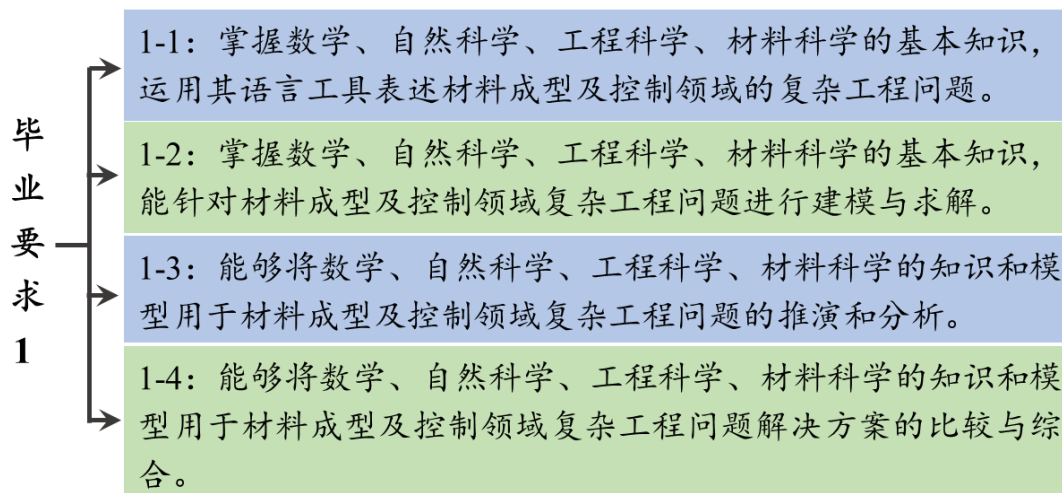 毕业要求1
1-1：掌握数学、自然科学、工程科学、材料科学的基本知识，
运用其语言工具表述材料成型及控制领域的复杂工程问题。
1-2：掌握数学、自然科学、工程科学、材料科学的基本知识，
能针对材料成型及控制领域复杂工程问题进行建模与求解。
1-3：能够将数学、自然科学、工程科学、材料科学的知识和模
型用于材料成型及控制领域复杂工程问题的推演和分析。
1-4：能够将数学、自然科学、工程科学、材料科学的知识和模
型用于材料成型及控制领域复杂工程问题解决方案的比较与综
合。